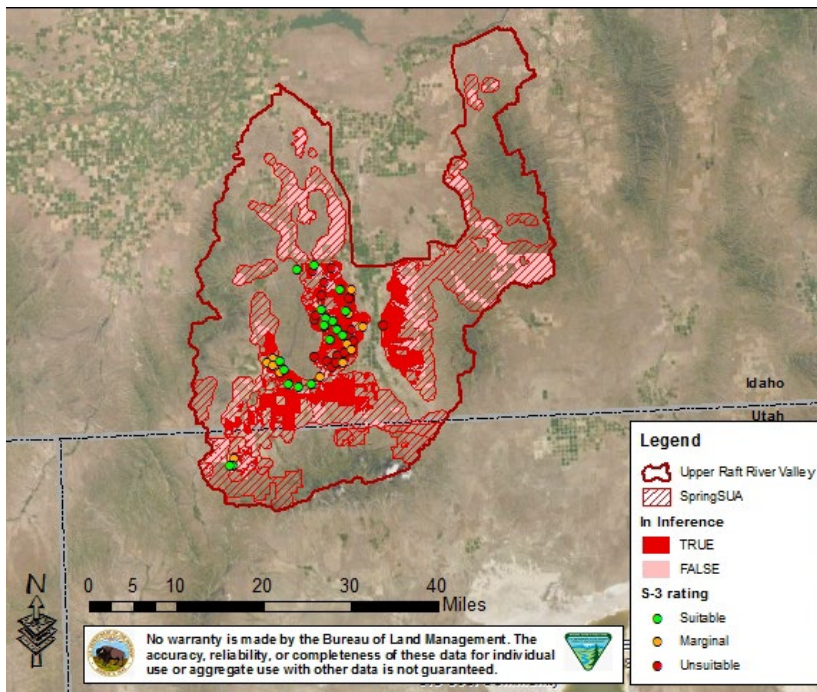 Idaho
Utah
Legend
Upper Raft River Valley
SpringSUA
In Inference
TRUE
FALSE
S-3 rating
Suitable
Marginal
Unsuitable
N
0 5 10 20 30 40
Miles
No warranty is made by the Bureau of Land Management. The
accuracy, reliability, or completeness of these data for individual
use or aggregate use with other data is not guaranteed.